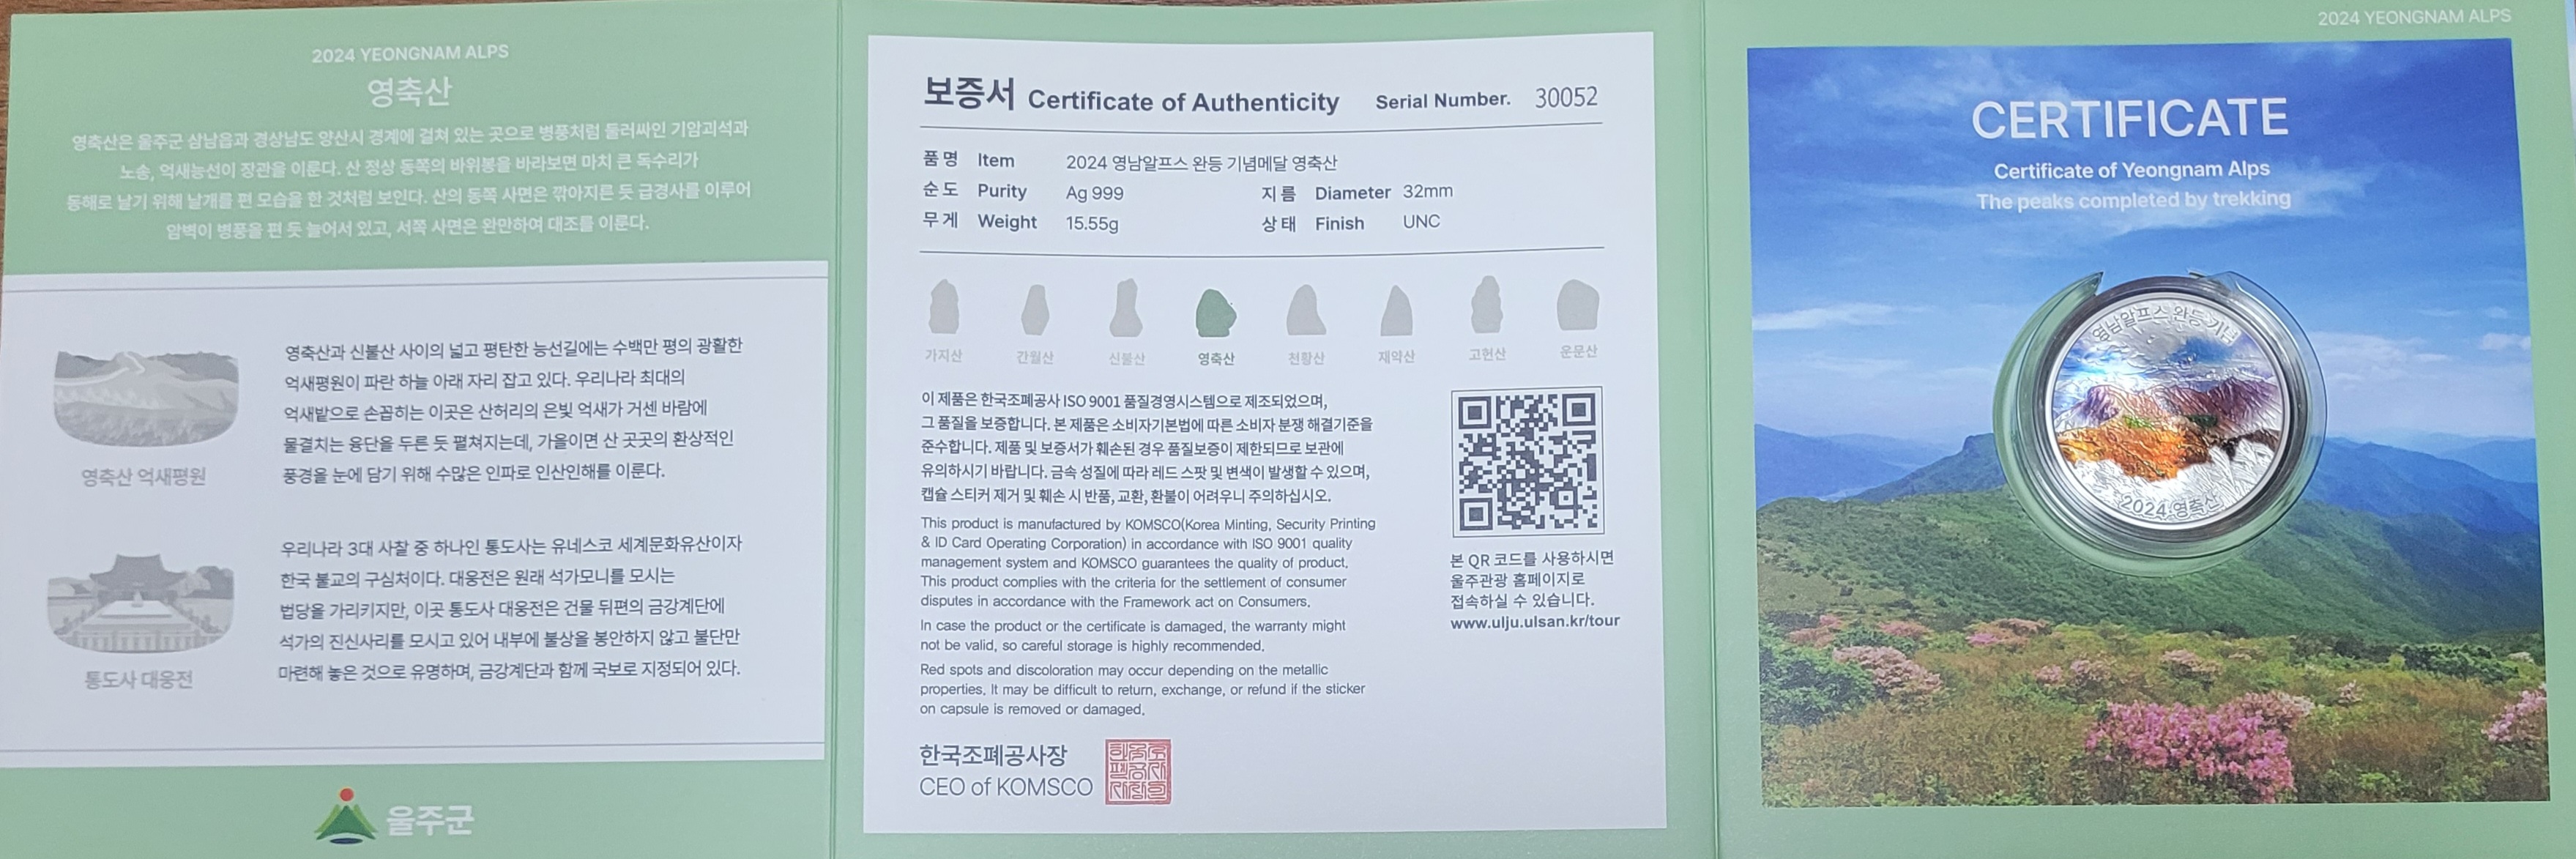 2024 YEONGNAM ALPS
영축산
영축산은 울주군 삼남읍과 경상남도 양산시 경계에 걸쳐 있는 곳으로 병풍처럼 둘러싸인 기암괴석과
노송, 억새능선이 장관을 이룬다. 산 정상 동쪽의 바위봉을 바라보면 마치 큰 독수리가
동해로 날기 위해 날개를 편 모습을 한 것처럼 보인다. 산의 동쪽 사면은 깎아지른 듯 급경사를 이루어
암벽이 병풍을 편 듯 늘어서 있고, 서쪽 사면은 완만하여 대조를 이룬다.
영축산과 신불산 사이의 넓고 평탄한 능선길에는 수백만 평의 광활한
억새평원이 파란 하늘 아래 자리 잡고 있다. 우리나라 최대의
억새밭으로 손꼽히는 이곳은 산허리의 은빛 억새가 거센 바람에
물결치는 융단을 두른 듯 펼쳐지는데, 가을이면 산 곳곳의 환상적인
풍경을 눈에 담기 위해 수많은 인파로 인산인해를 이룬다.
영축산 억새평원
우리나라 3대 사찰 중 하나인 통도사는 유네스코 세계문화유산이자
한국 불교의 구심처이다. 대웅전은 원래 석가모니를 모시는
법당을 가리키지만, 이곳 통도사 대웅전은 건물 뒤편의 금강계단에
석가의 진신사리를 모시고 있어 내부에 불상을 봉안하지 않고 불단만
마련해 놓은 것으로 유명하며, 금강계단과 함께 국보로 지정되어 있다.
통도사 대웅전
울주군
보증서 Certificate of Authenticity Serial Number. 30052
품명 Item 2024 영남알프스 완등 기념메달 영축산
순도 Purity Ag 999 지름 Diameter 32mm
무게 Weight 15.55g 상태 Finish UNC
가지산 간월산 신불산 영축산 천황산 재약산 고헌산 운문산
이 제품은 한국조폐공사 ISO 9001 품질경영시스템으로 제조되었으며,
그 품질을 보증합니다. 본 제품은 소비자기본법에 따른 소비자 분쟁 해결기준을
준수합니다. 제품 및 보증서가 훼손된 경우 품질보증이 제한되므로 보관에
유의하시기 바랍니다. 금속 성질에 따라 레드 스팟 및 변색이 발생할 수 있으며,
캡슐 스티커 제거 및 훼손 시 반품, 교환, 환불이 어려우니 주의하십시오.
This product is manufactured by KOMSCO(Korea Minting, Security Printing
& ID Card Operating Corporation) in accordance with ISO 9001 quality
management system and KOMSCO guarantees the quality of product.
This product complies with the criteria for the settlement of consumer
disputes in accordance with the Framework act on Consumers.
In case the product or the certificate is damaged, the warranty might
not be valid, so careful storage is highly recommended.
Red spots and discoloration may occur depending on the metallic
properties. It may be difficult to return, exchange, or refund if the sticker
on capsule is removed or damaged.
본 QR 코드를 사용하시면
울주관광 홈페이지로
접속하실 수 있습니다.
www.ulju.ulsan.kr/tour
한국조폐공사장
CEO of KOMSCO
2024 YEONGNAM ALPS
CERTIFICATE
Certificate of Yeongnam Alps
The peaks completed by trekking
영남알프스 완등 기념
2024 영축산